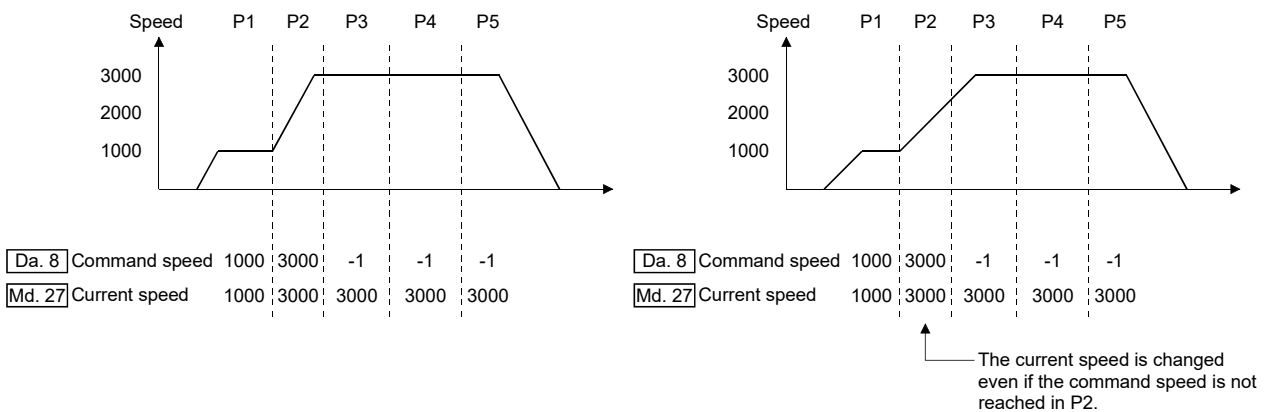 Speed P1 P2 P3 P4 P5
3000
2000
1000
Da. 8 Command speed 1000 3000 -1 -1 -1
Md. 27 Current speed 1000 3000 3000 3000 3000
Speed P1 P2 P3 P4 P5
3000
2000
1000
Da. 8 Command speed 1000 3000 -1 -1 -1
Md. 27 Current speed 1000 3000 3000 3000 3000
The current speed is changed
even if the command speed is not
reached in P2.